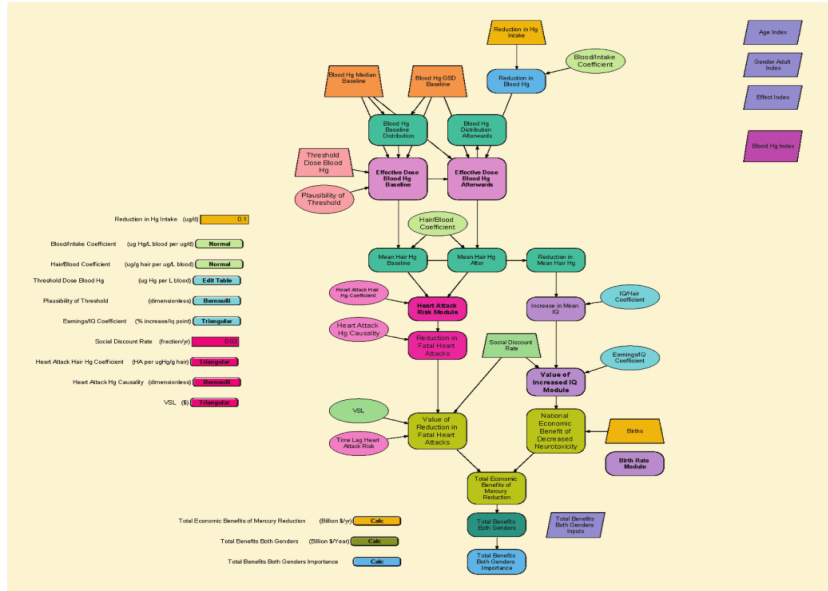 Reduction in Hg
Intake
Blood/Intake
Coefficient
Age Index
Gender Adult
Index
Effect Index
Blood Hg Index
Blood Hg Median
Baseline
Blood Hg GSD
Baseline
Reduction in
Blood Hg
Blood Hg
Baseline
Distribution
Blood Hg
Distribution
Afterwards
Threshold
Dose Blood
Hg
Effective Dose
Blood Hg
Baseline
Effective Dose
Blood Hg
Afterwards
Plausibility of
Threshold
Hair/Blood
Coefficient
Mean Hair Hg
Baseline
Mean Hair Hg
After
Reduction in
Mean Hair Hg
Heart Attack Hair
Hg Coefficient
Heart Attack
Risk Module
Increase in Mean
IQ
IQ/Hair
Coefficient
Heart Attack
Hg Causality
Reduction in
Fatal Heart
Attacks
Social Discount
Rate
Earnings/IQ
Coefficient
Value of
Increased IQ
Module
VSL
Value of
Reduction in
Fatal Heart
Attacks
National
Economic
Benefit of
Decreased
Neurotoxicity
Births
Time Lag Heart
Attack Risk
Birth Rate
Module
Total Economic
Benefits of
Mercury
Reduction
Total Benefits
Both Genders
Total Benefits
Both Genders
Inputs
Total Benefits
Both Genders
Importance
Reduction in Hg Intake (ug/d) 0.1
Blood/Intake Coefficient (ug Hg/L blood per ug/d) Normal
Hair/Blood Coefficient (ug/g hair per ug/L blood) Normal
Threshold Dose Blood Hg (ug Hg per L blood) Edit Table
Plausibility of Threshold (dimensionless) Bernoulli
Earnings/IQ Coefficient (% increase/iq point) Triangular
Social Discount Rate (fraction/yr) 0.03
Heart Attack Hair Hg Coefficient (HA per ugHg/g hair) Triangular
Heart Attack Hg Causality (dimensionless) Bernoulli
VSL ($) Triangular
Total Economic Benefits of Mercury Reduction (Billion $/yr) Calc
Total Benefits Both Genders (Billion $/Year) Calc
Total Benefits Both Genders Importance Calc